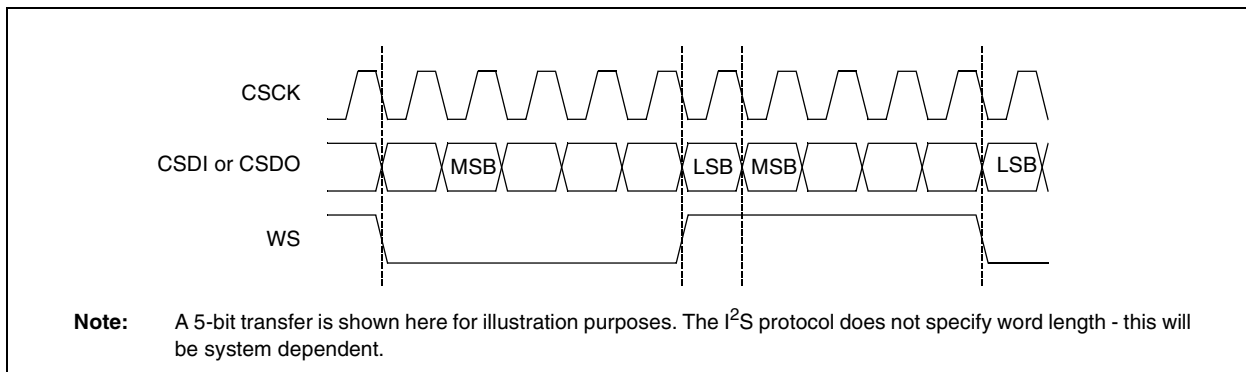 CSCK
CSDI or CSDO
MSB
LSB
MSB
LSB
WS
Note: A 5-bit transfer is shown here for illustration purposes. The I²S protocol does not specify word length - this will
be system dependent.